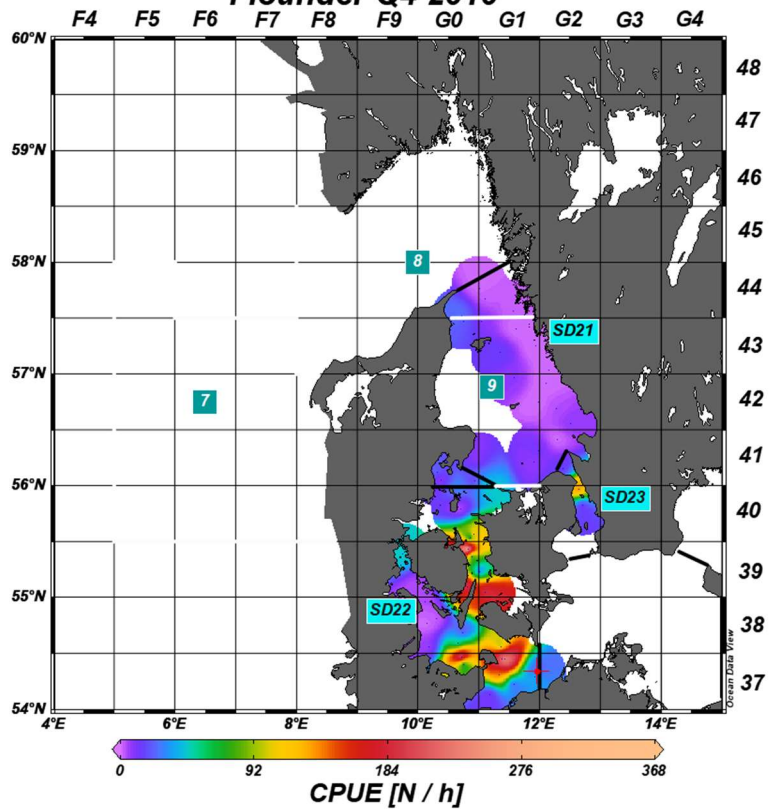 Flounder Q4 2016
F4 F5 F6 F7 F8 F9 G0 G1 G2 G3 G4
60°N
48
47
59°N
46
45
58°N
8
44
SD21
43
57°N
7
9
42
41
56°N
SD23
40
39
55°N
SD22
38
37
54°N
Ocean Data View
4°E 6°E 8°E 10°E 12°E 14°E
0 92 184 276 368
CPUE [N / h]